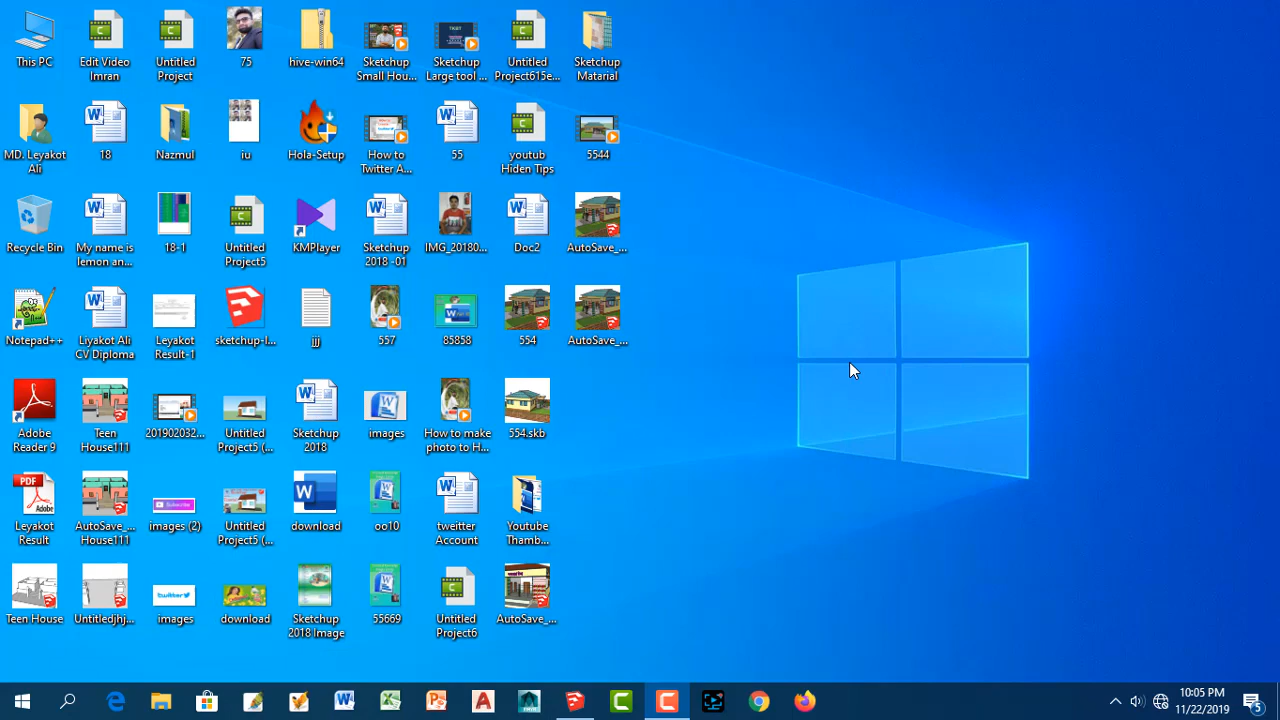 This PC
Edit Video
Imran
Untitled
Project
75
hive-win64
Sketchup
Small Hou...
Sketchup
Large tool ...
Untitled
Project615e...
Sketchup
Matarial
MD. Leyakot
Ali
18
Nazmul
iu
Hola-Setup
How to
Twitter A...
55
youtub
Hiden Tips
5544
Recycle Bin
My name is
lemon an...
18-1
Untitled
Project5
KMPlayer
Sketchup
2018 -01
IMG_20180...
Doc2
AutoSave_...
Notepad++
Liyakot Ali
CV Diploma
Leyakot
Result-1
sketchup-l...
jjj
557
85858
554
AutoSave_...
Adobe
Reader 9
Teen
House111
201902032...
Untitled
Project5 (...
Sketchup
2018
images
How to make
photo to H...
554.skb
Leyakot
Result
AutoSave_...
House111
images (2)
Untitled
Project5 (...
download
oo10
tweitter
Account
Youtube
Thamb...
Teen House
Untitledjhj...
images
download
Sketchup
2018 Image
55669
Untitled
Project6
AutoSave_...
10:05 PM
11/22/2019
5